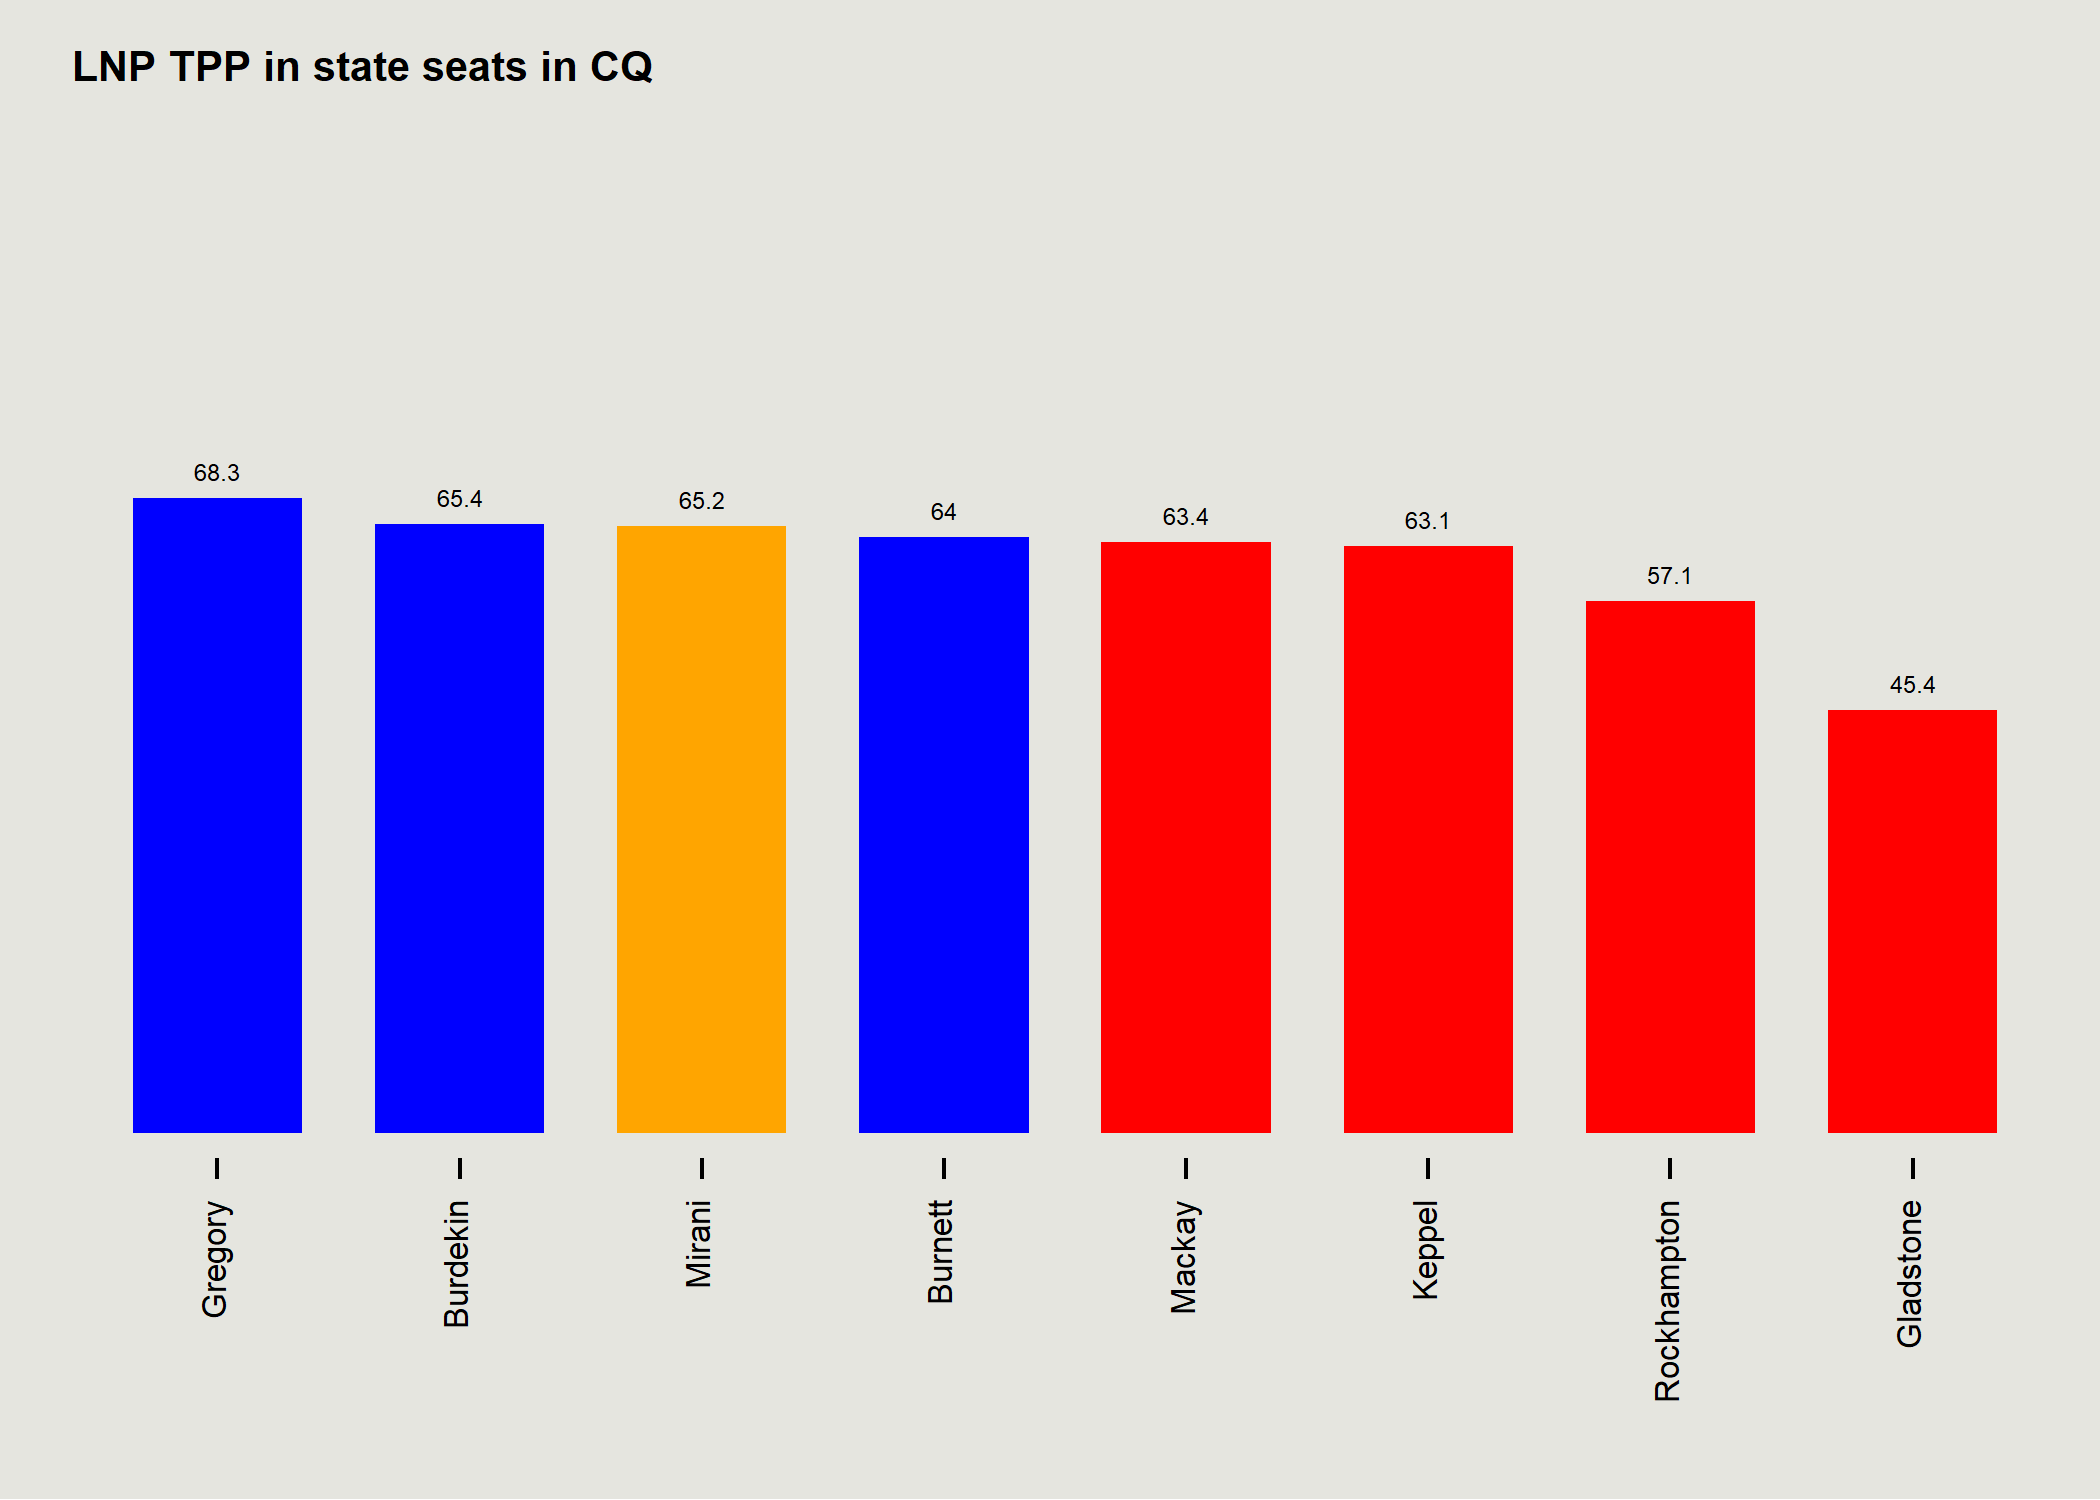 LNP TPP in state seats in CQ
68.3
65.4
65.2
64
63.4
63.1
57.1
45.4
Gregory
Burdekin
Mirani
Burnett
Mackay
Keppel
Rockhampton
Gladstone